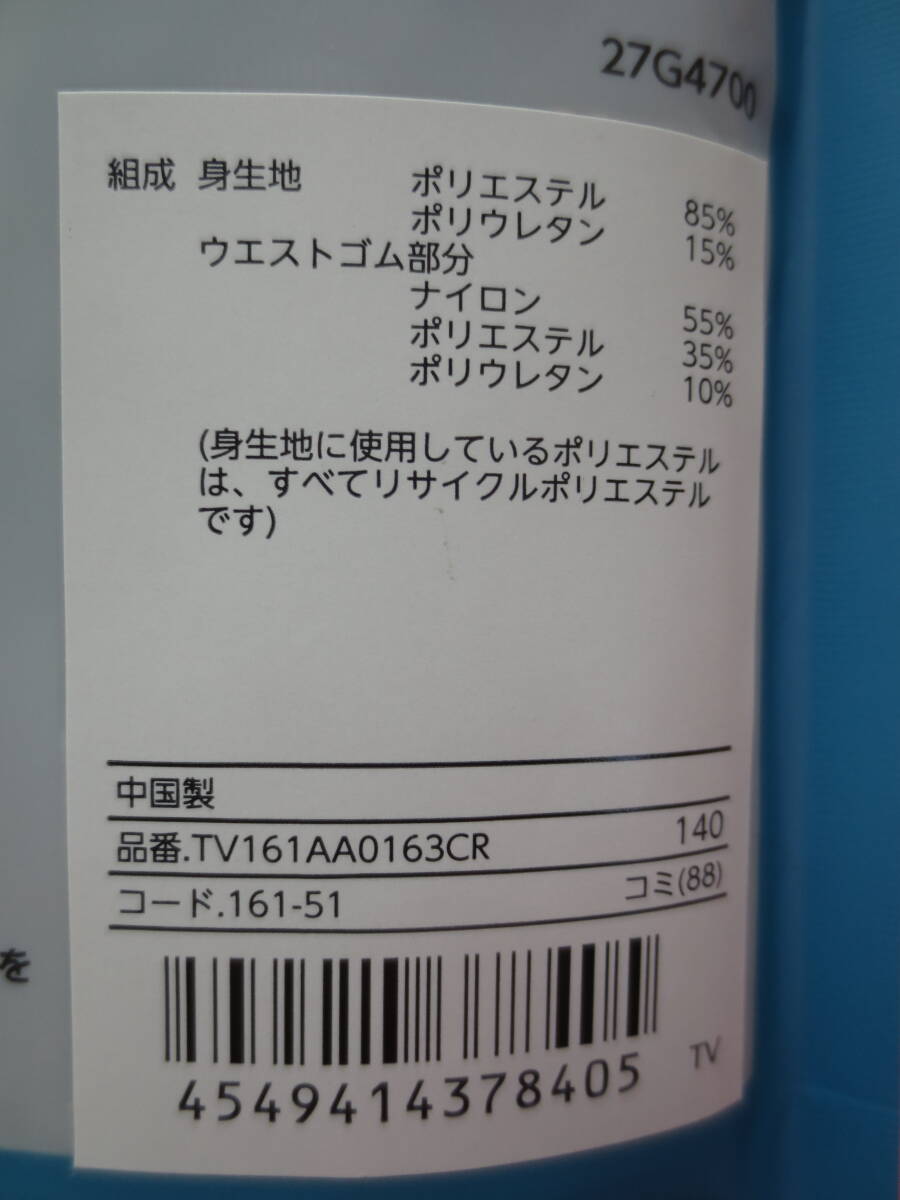 27G4700
組成 身生地 ポリエステル 85%
ポリウレタン 15%
ウエストゴム部分
ナイロン 55%
ポリエステル 35%
ポリウレタン 10%
(身生地に使用しているポリエステル
は、すべてリサイクルポリエステル
です)
中国製
品番.TV161AA0163CR 140
コード.161-51 コミ(88)
を
4549414378405
TV